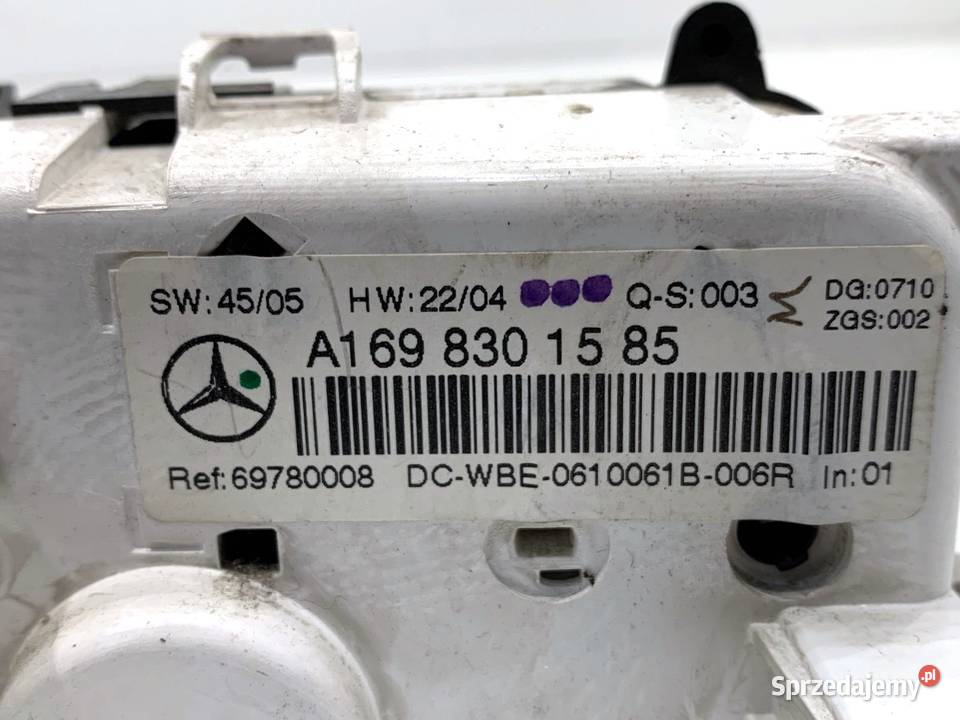 SW: 45/05 HW: 22/04 Q-S: 003 DG:0710
ZGS:002
A169 830 15 85
Ref: 69780008 DC-WBE-0610061B-006R In: 01
Sprzedajemy.pl